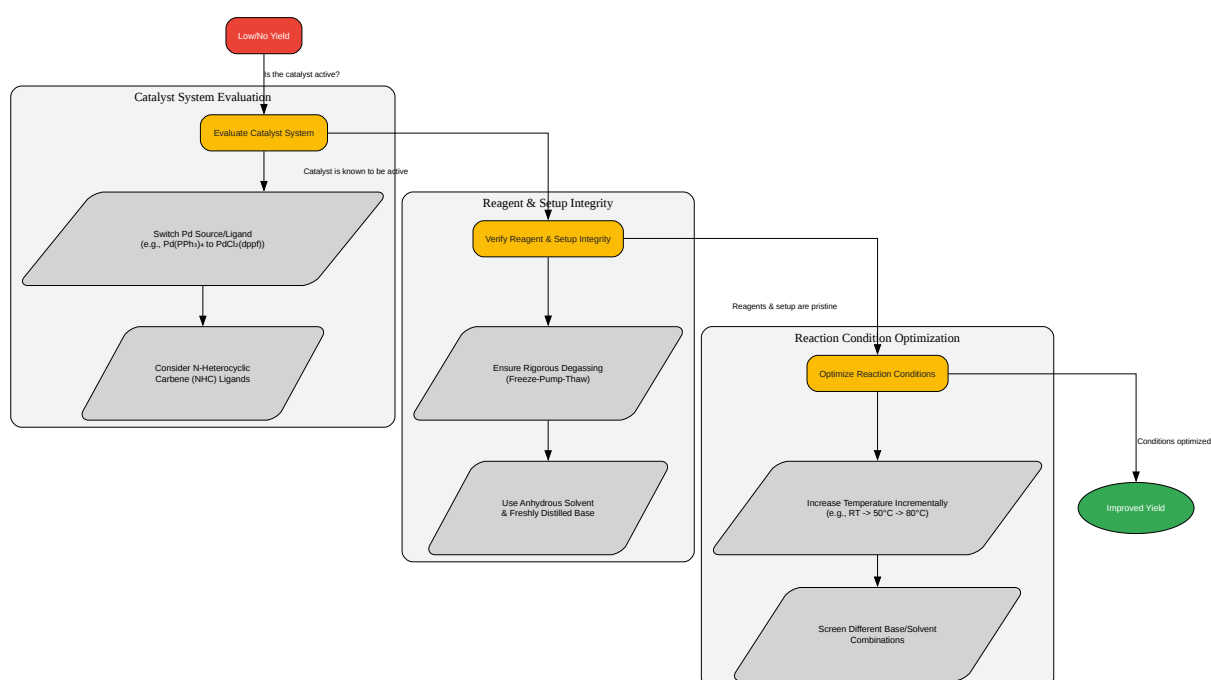 Low/No Yield
Is the catalyst active?
Catalyst System Evaluation
Evaluate Catalyst System
Catalyst is known to be active
Switch Pd Source/Ligand
(e.g., Pd(PPh₃)₄ to PdCl₂(dppf))
Consider N-Heterocyclic
Carbene (NHC) Ligands
Reagent & Setup Integrity
Verify Reagent & Setup Integrity
Reagents & setup are pristine
Ensure Rigorous Degassing
(Freeze-Pump-Thaw)
Use Anhydrous Solvent
& Freshly Distilled Base
Reaction Condition Optimization
Optimize Reaction Conditions
Conditions optimized
Increase Temperature Incrementally
(e.g., RT -> 50°C -> 80°C)
Improved Yield
Screen Different Base/Solvent
Combinations